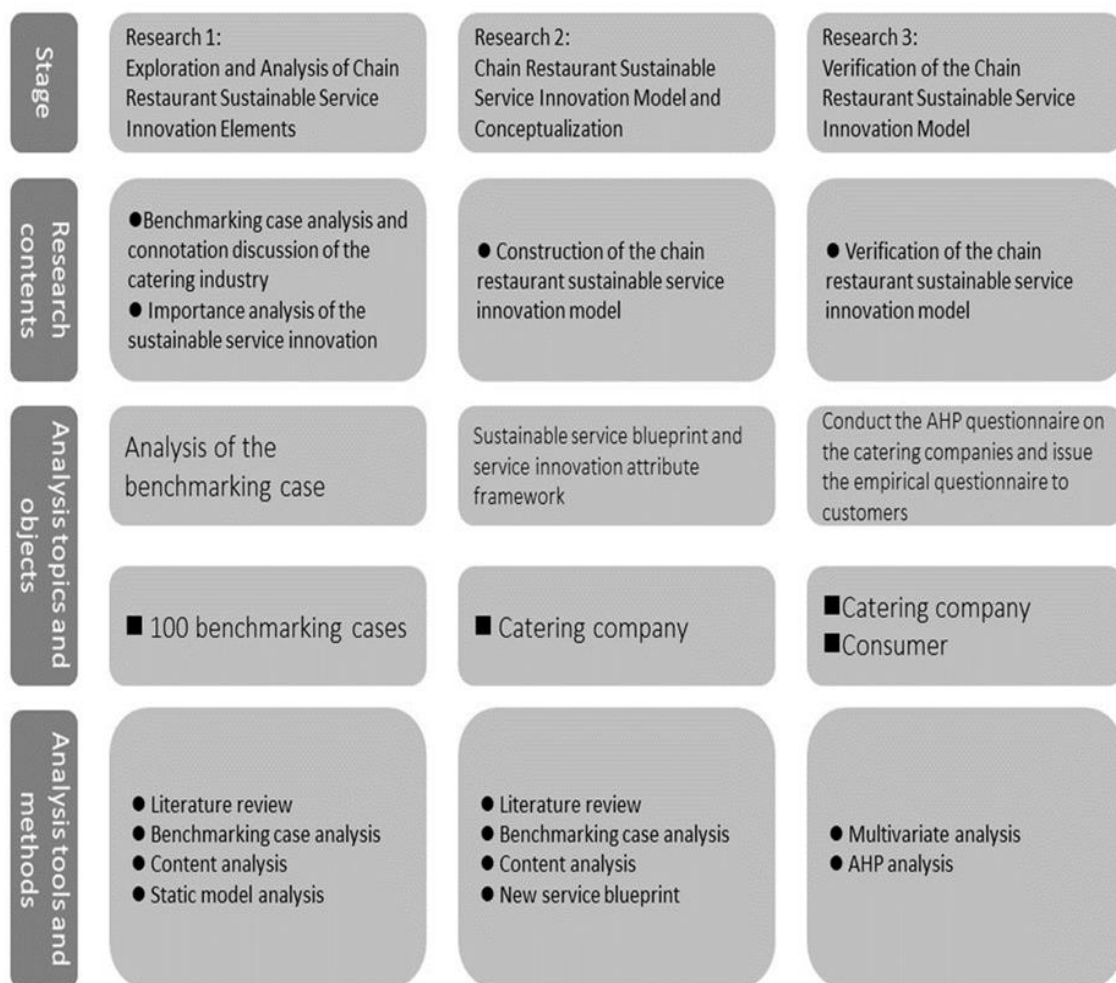 Stage
Research 1:
Exploration and Analysis of Chain
Restaurant Sustainable Service
Innovation Elements
Research 2:
Chain Restaurant Sustainable
Service Innovation Model and
Conceptualization
Research 3:
Verification of the Chain
Restaurant Sustainable Service
Innovation Model
Research
contents
●Benchmarking case analysis and
connotation discussion of the
catering industry
● Importance analysis of the
sustainable service innovation
● Construction of the chain
restaurant sustainable service
innovation model
● Verification of the chain
restaurant sustainable service
innovation model
Analysis topics and
objects
Analysis of the
benchmarking case
Sustainable service blueprint and
service innovation attribute
framework
Conduct the AHP questionnaire on
the catering companies and issue
the empirical questionnaire to
customers
■ 100 benchmarking cases
■ Catering company
■Catering company
■Consumer
Analysis tools and
methods
● Literature review
● Benchmarking case analysis
● Content analysis
● Static model analysis
● Literature review
● Benchmarking case analysis
● Content analysis
● New service blueprint
● Multivariate analysis
● AHP analysis